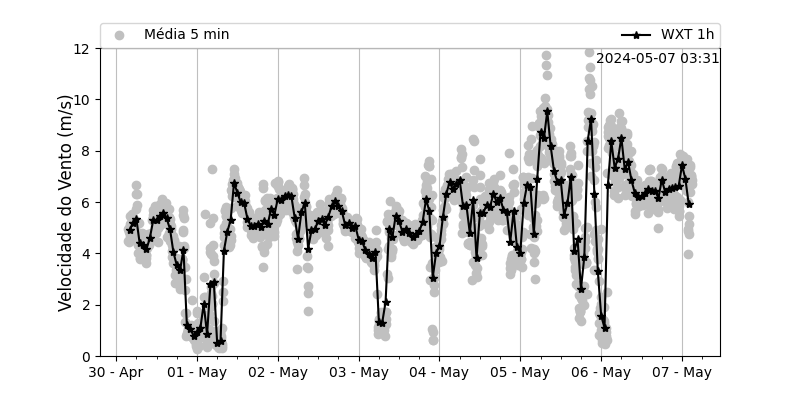 Média 5 min
WXT 1h
2024-05-07 03:31
Velocidade do Vento (m/s)
12
10
8
6
4
2
0
30 - Apr
01 - May
02 - May
03 - May
04 - May
05 - May
06 - May
07 - May